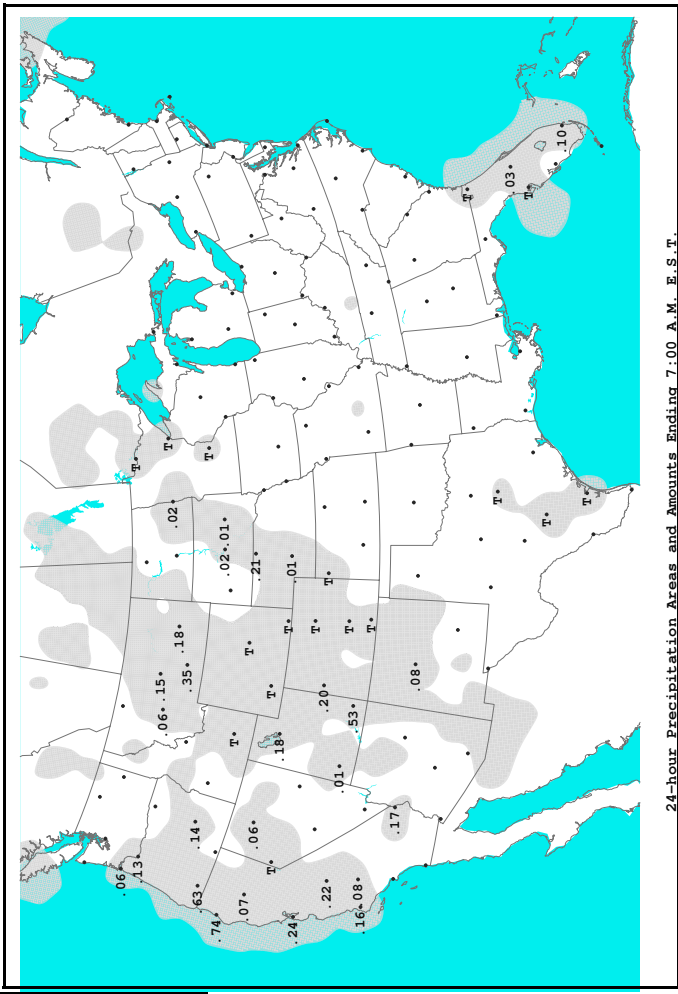 .06
.13
T
.06 .15
T
.02
.18
.35
.14
.63
T
.74
.02 .01
T
.07
T
.06
.21
T
T
.18
T
.24
.01
T
.20
.22
T
.01
T
.53
.16 .08
T
.17
.08
T
T
.03
T
T
.10
T
24-hour Precipitation Areas and Amounts Ending 7:00 A.M. E.S.T.